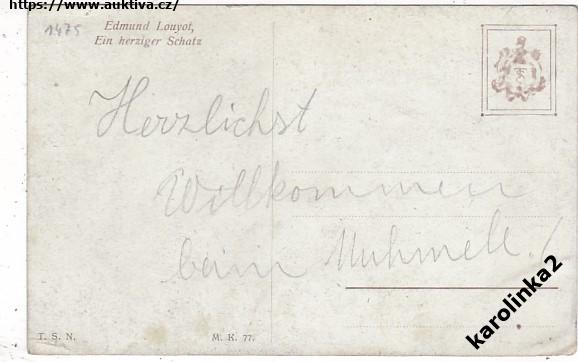 https://www.auktiva.cz/
1475
Edmund Louyot,
Ein herziger Schatz
Herzlichst
Willkommen
beim
T. S. N.
M. K. 77.
karolinka2